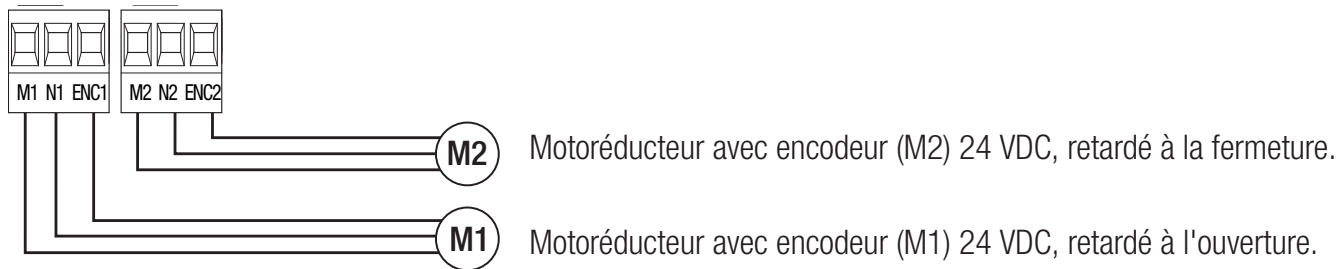 M1 N1 ENC1 M2 N2 ENC2
M2 Motoréducteur avec encodeur (M2) 24 VDC, retardé à la fermeture.
M1 Motoréducteur avec encodeur (M1) 24 VDC, retardé à l'ouverture.